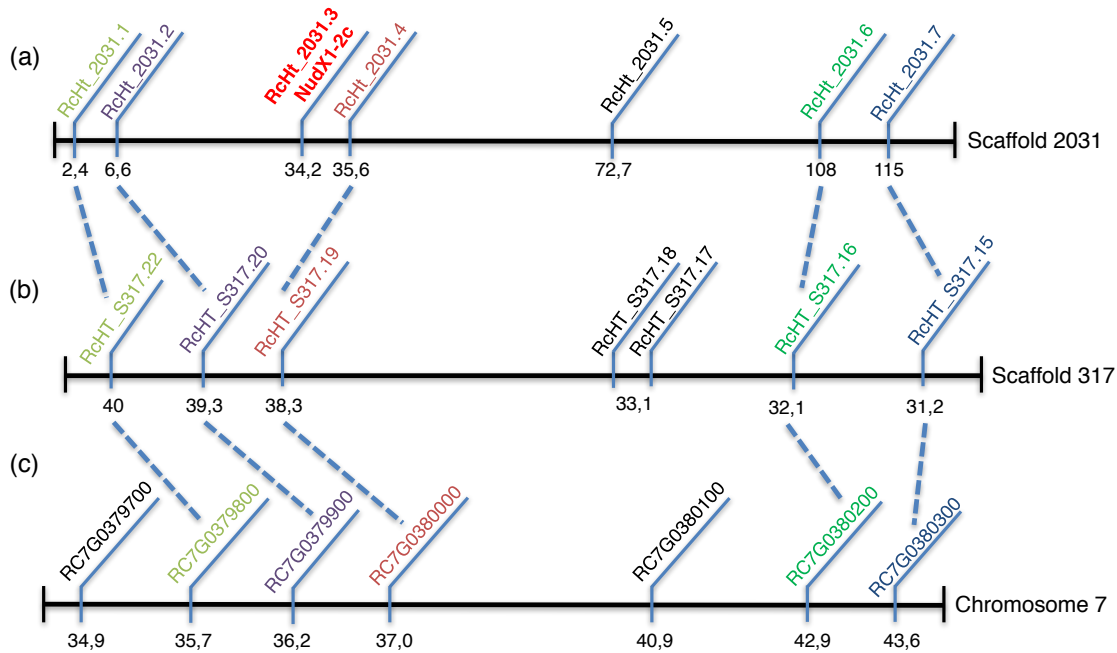 (a)
RcHt_2031.1
RcHt_2031.2
RcHt_2031.3
NudX1-2c
RcHt_2031.4
RcHt_2031.5
RcHt_2031.6
RcHt_2031.7
Scaffold 2031
2,4
6,6
34,2
35,6
72,7
108
115
(b)
RcHT_S317.22
RcHT_S317.20
RcHT_S317.19
RcHT_S317.18
RcHT_S317.17
RcHT_S317.16
RcHT_S317.15
Scaffold 317
40
39,3
38,3
33,1
32,1
31,2
(c)
RC7G0379700
RC7G0379800
RC7G0379900
RC7G0380000
RC7G0380100
RC7G0380200
RC7G0380300
Chromosome 7
34,9
35,7
36,2
37,0
40,9
42,9
43,6